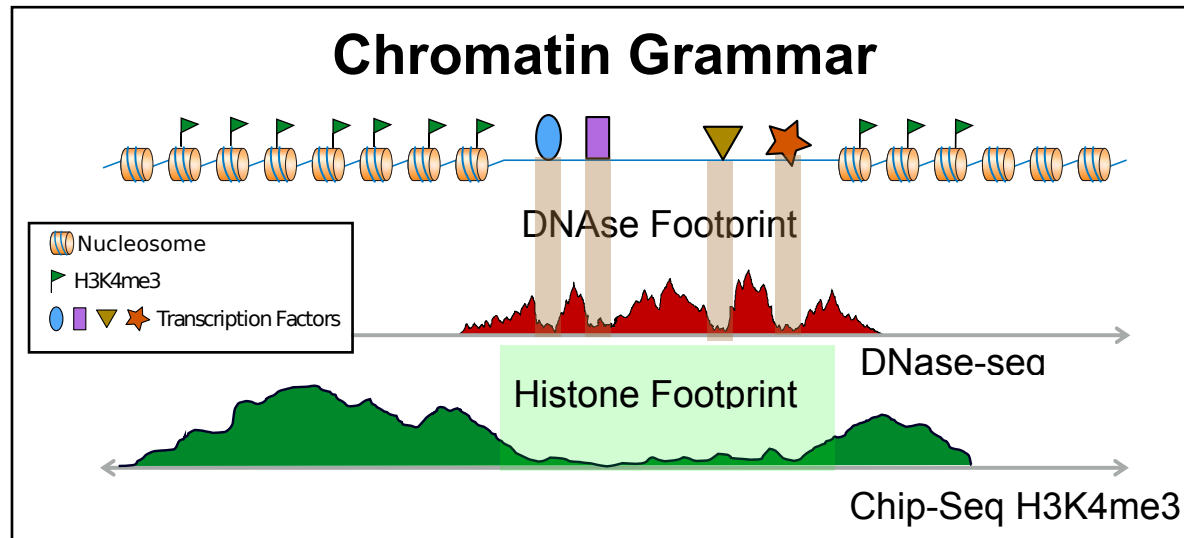 Chromatin Grammar
DNAse Footprint
Nucleosome
H3K4me3
Transcription Factors
DNase-seq
Histone Footprint
Chip-Seq H3K4me3